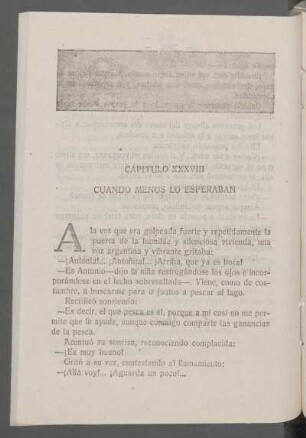 CAPITULO XXXVIII
CUANDO MENOS LO ESPERABAN
A la vez que era golpeada fuerte y repetidamente la
puerta de la humilde y silenciosa vivienda, una
voz argentina y vibrante gritaba:
—¡Antoñita!... ¡Antoñita!... ¡Arriba, que ya es hora!
—Es Antonio—dijo la niña restregándose los ojos e incor-
porándose en el lecho sobresaltada—. Viene, como de cos-
tumbre, a buscarme para ir juntos a pescar al lago.
Rectificó sonriendo:
—Es decir, el que pesca es él, porque a mí casi no me per-
mite que le ayude, aunque conmigo comparte las ganancias
de la pesca.
Acentuó su sonrisa, reconociendo complacida:
—¡Es muy bueno!
Gritó a su vez, contestando al llamamiento:
—¡Allá voy!... ¡Aguarda un poco!...